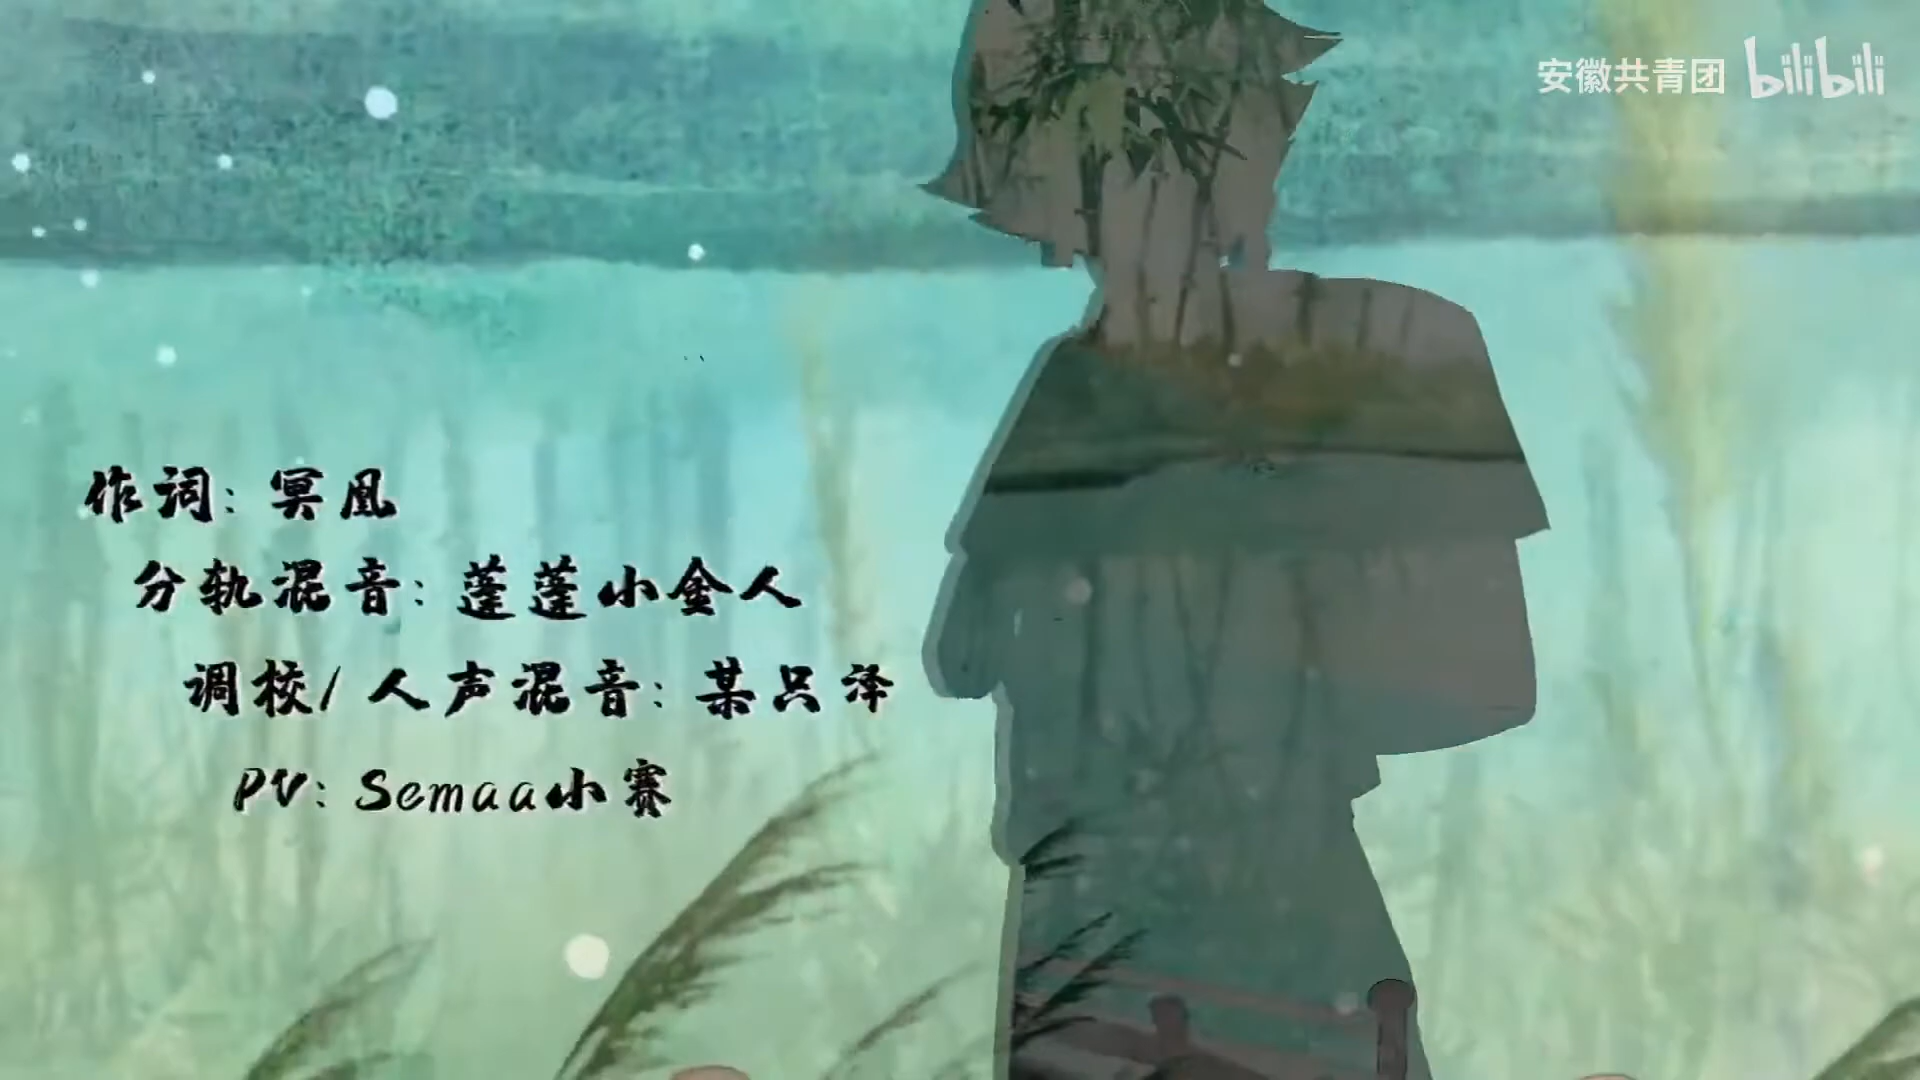 安徽共青团 bilibili
作词: 冥凰
分轨混音: 蓬蓬小金人
调校/人声混音: 某只泽
PV: Semaa小赛